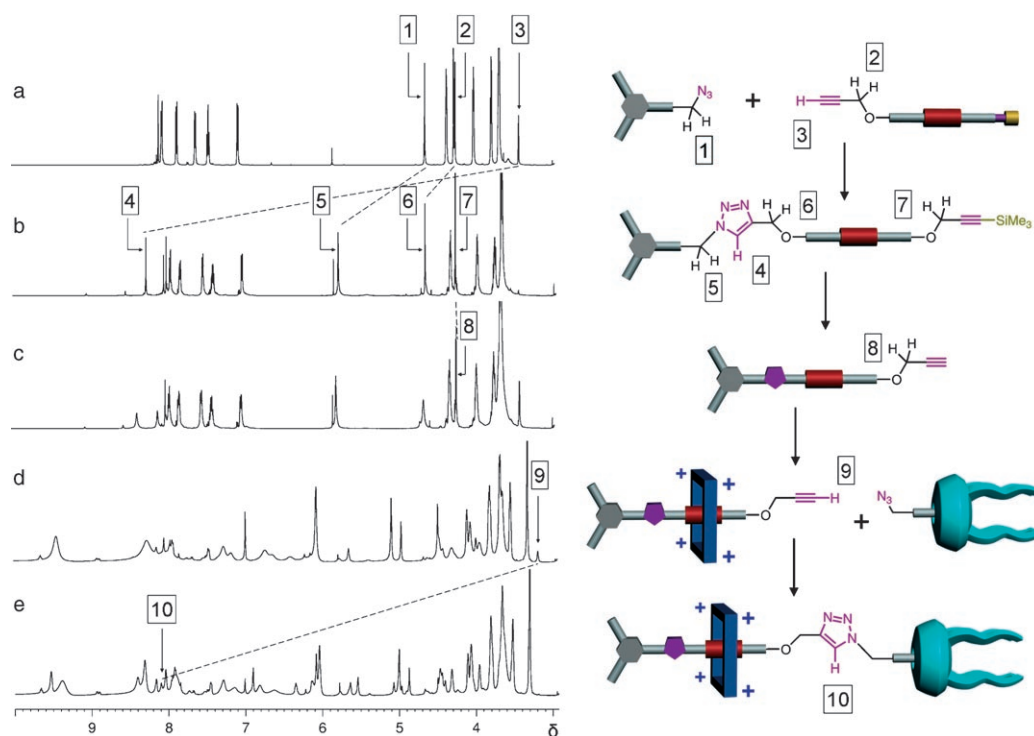 1 2 3
a
2
N₃ + H H
H O
H H 3
1
4 5 6 7
b
6 7
N=N H H H H
N O O SiMe₃
H
H H 4
5
8
c
8 H H
O
9
d
+ + 9
H N₃
O +
+ +
10
e
+ + N=N
N
O
+ + H
10
9 8 7 6 5 4 δ